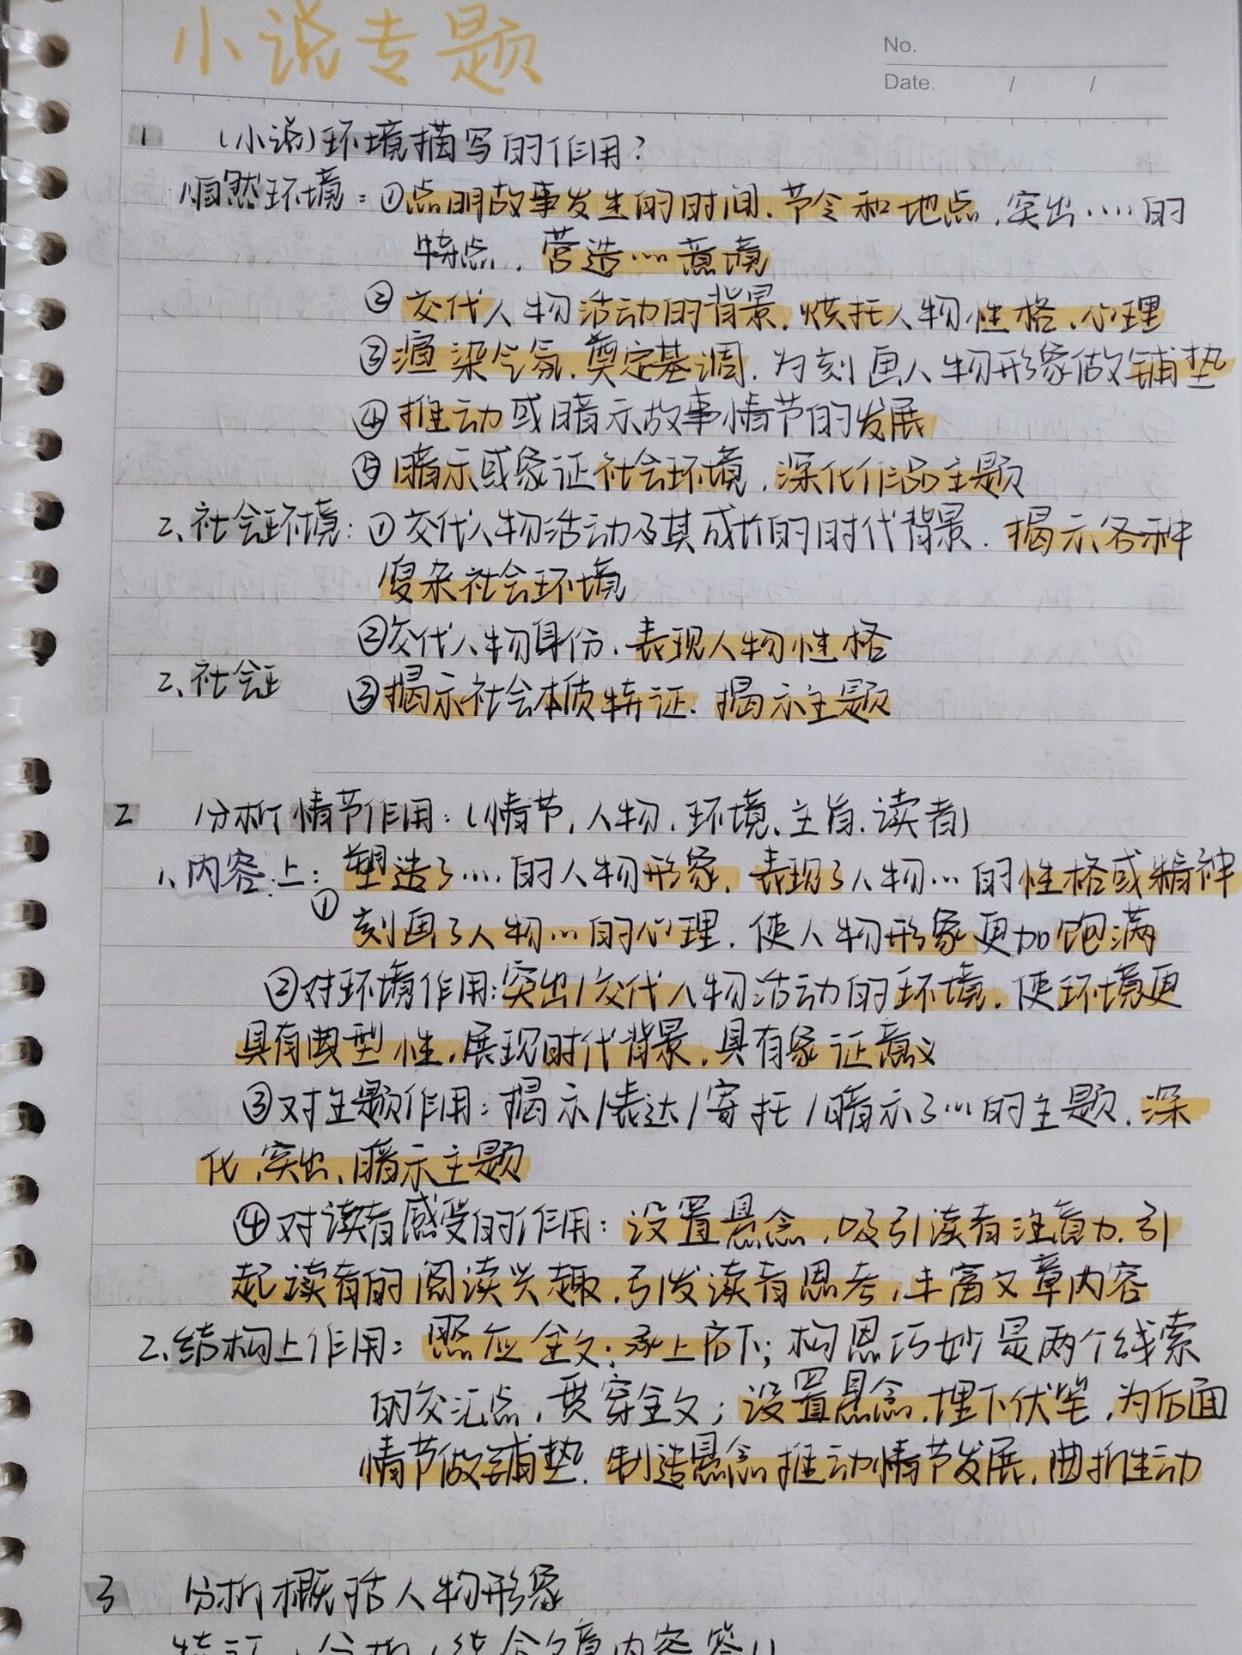 小说专题
No.
Date. / /
1 (小说)环境描写的作用?
1、自然环境:①点明故事发生的时间、节令和地点,突出……的
特点,营造…意境
②交代人物活动的背景,烘托人物性格、心理
③渲染气氛,奠定基调,为刻画人物形象做铺垫
④推动或暗示故事情节的发展
⑤暗示或象征社会环境,深化作品主题
2、社会环境:①交代人物活动及其成长的时代背景,揭示各种
复杂社会环境
②交代人物身份,表现人物性格
2、社会 ③揭示社会本质特征,揭示主题
2 分析情节作用:(情节,人物,环境、主旨、读者)
1、内容上:①塑造了…的人物形象,表现了人物…的性格或精神
刻画了人物…的心理,使人物形象更加饱满
②对环境作用:突出/交代人物活动的环境,使环境更
具有典型性,展现时代背景,具有象征意义
③对主题作用:揭示/表达/寄托/暗示了…的主题,深
化、突出、暗示主题
④对读者感受的作用:设置悬念,吸引读者注意力,引
起读者的阅读兴趣,引发读者思考,丰富文章内容
2、结构上作用:照应全文;承上启下;构思巧妙是两个线索
的交汇点,贯穿全文;设置悬念,埋下伏笔,为后面
情节做铺垫,制造悬念推动情节发展,曲折生动
3 分析概括人物形象